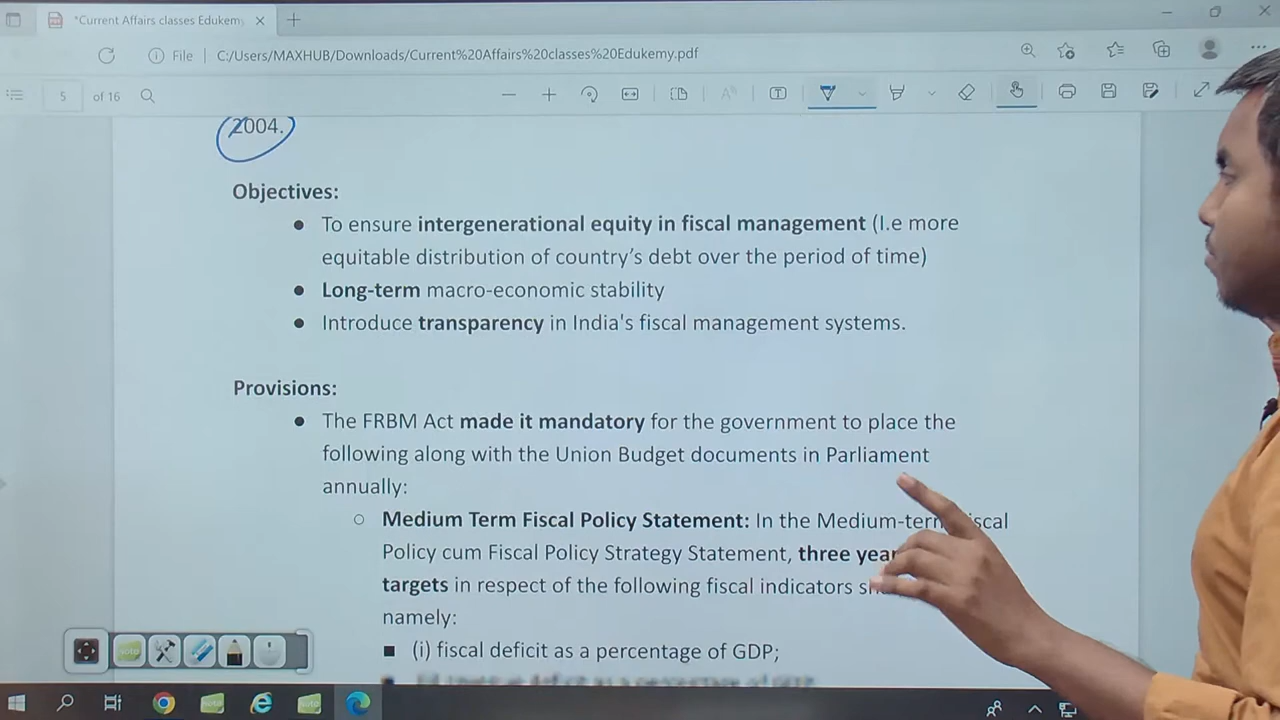 *Current Affairs classes Edukemy
File | C:/Users/MAXHUB/Downloads/Current%20Affairs%20classes%20Edukemy.pdf
5 of 16
2004.
Objectives:
● To ensure intergenerational equity in fiscal management (I.e more
equitable distribution of country's debt over the period of time)
● Long-term macro-economic stability
● Introduce transparency in India's fiscal management systems.
Provisions:
● The FRBM Act made it mandatory for the government to place the
following along with the Union Budget documents in Parliament
annually:
○ Medium Term Fiscal Policy Statement: In the Medium-term
Policy cum Fiscal Policy Strategy Statement, three
targets in respect of the following fiscal indicators
namely:
■ (i) fiscal deficit as a percentage of GDP;